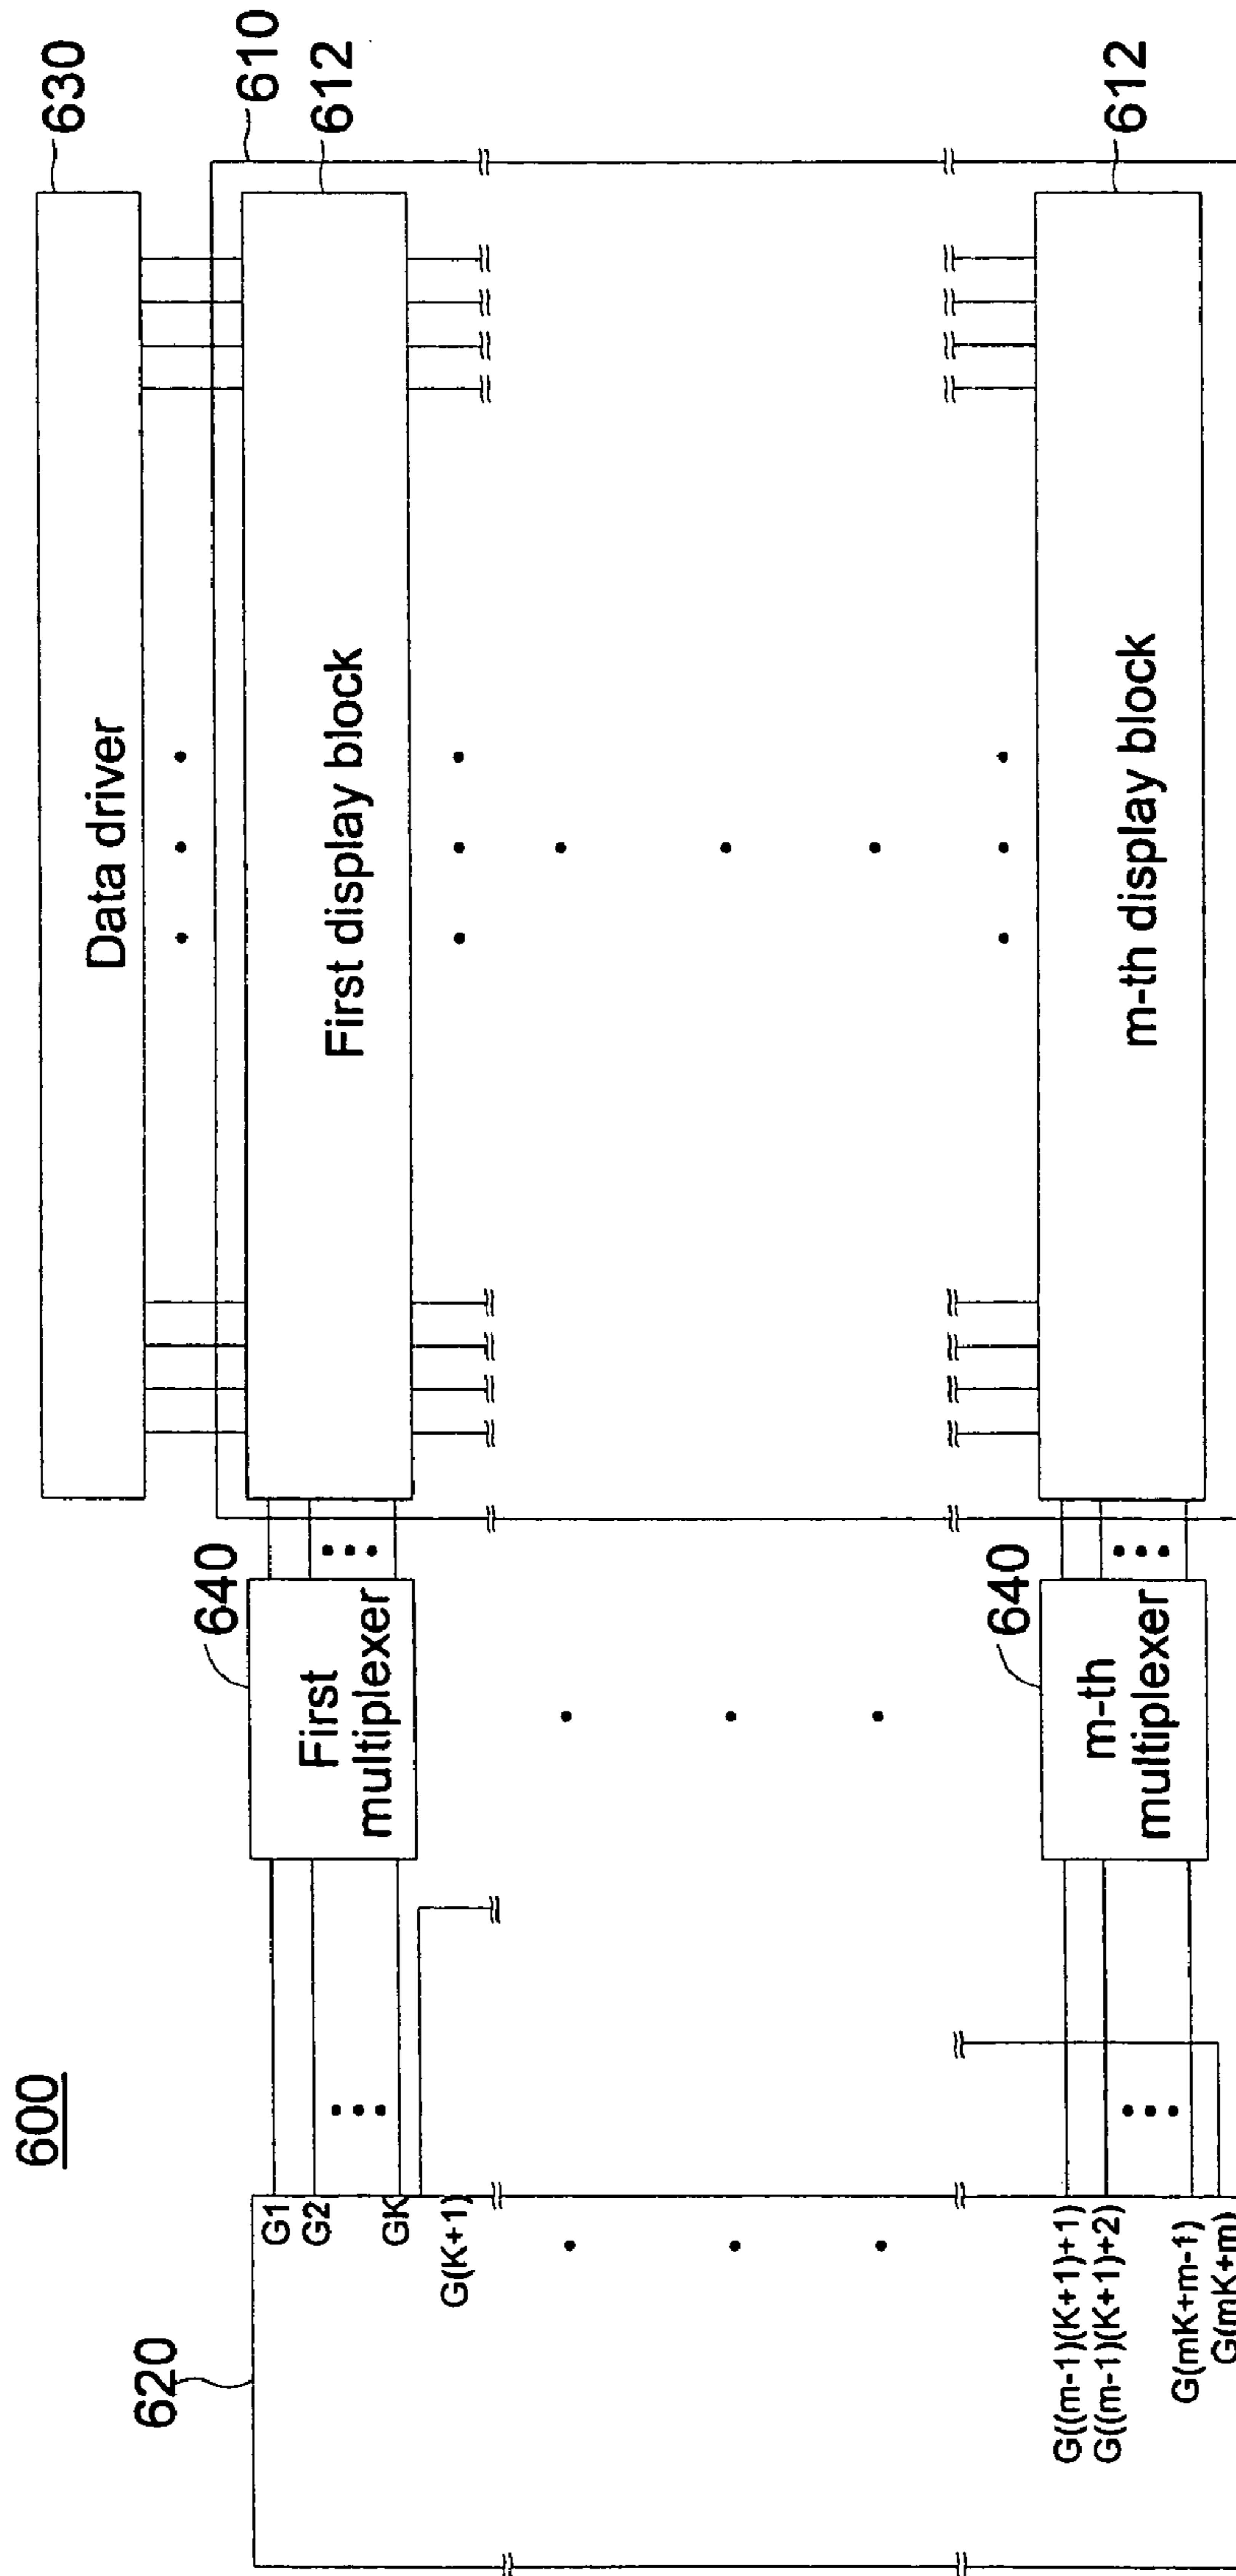 600
630
Data driver
610
612
First display block
640
First
multiplexer
620
G1
G2
GK
G(K+1)
612
m-th display block
640
m-th
multiplexer
G((m-1)(K+1)+1)
G((m-1)(K+1)+2)
G(mK+m-1)
G(mK+m)